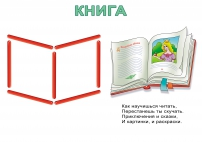 КНИГА
Как научишься читать,
Перестанешь ты скучать.
Приключения и сказки,
И картинки, и раскраски.